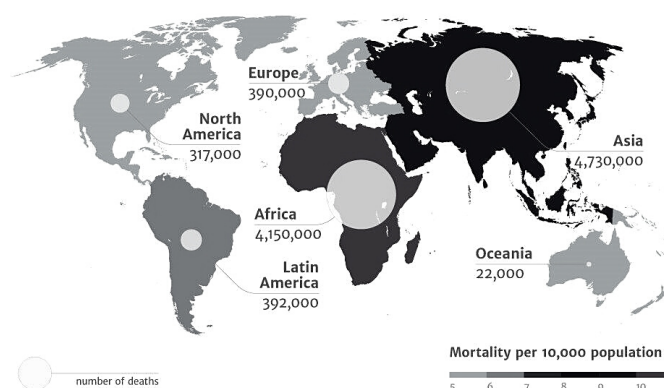 Europe
390,000
North
America
317,000
Asia
4,730,000
Africa
4,150,000
Latin
America
392,000
Oceania
22,000
Mortality per 10,000 population
number of deaths
5 6 7 8 9 10